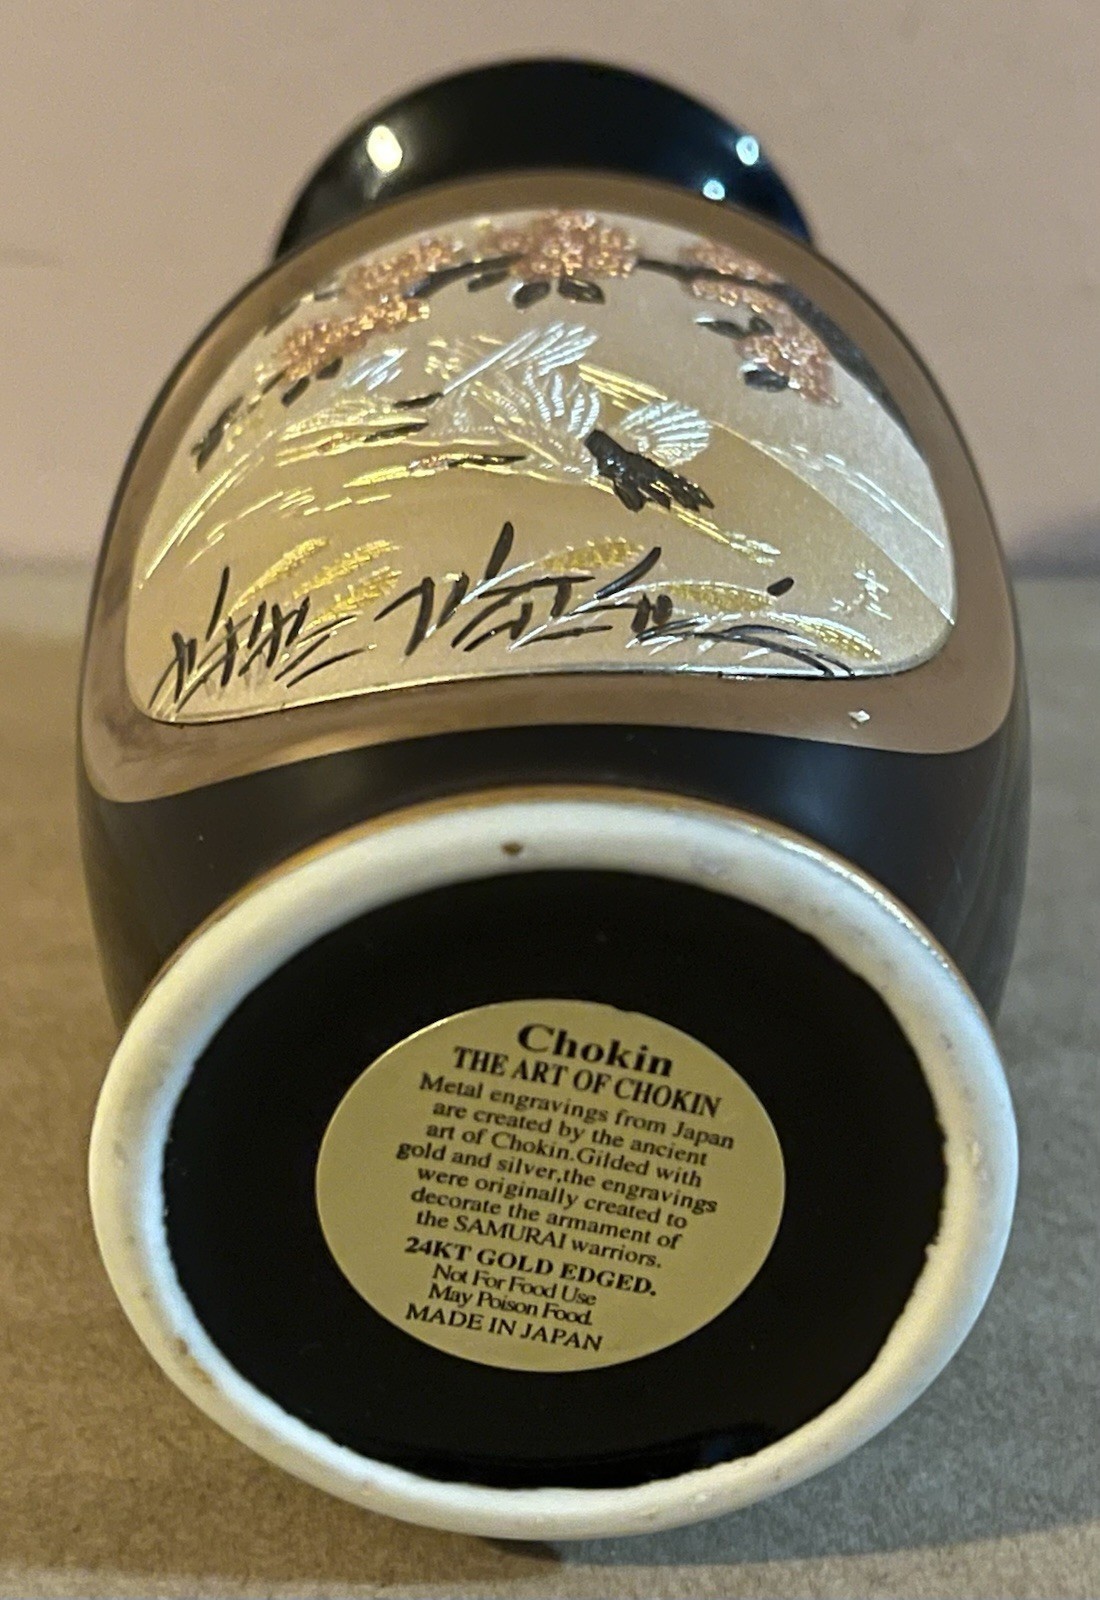 Chokin
THE ART OF CHOKIN
Metal engravings from Japan
are created by the ancient
art of Chokin.Gilded with
gold and silver,the engravings
were originally created to
decorate the armament of
the SAMURAI warriors.
24KT GOLD EDGED.
Not For Food Use
May Poison Food.
MADE IN JAPAN